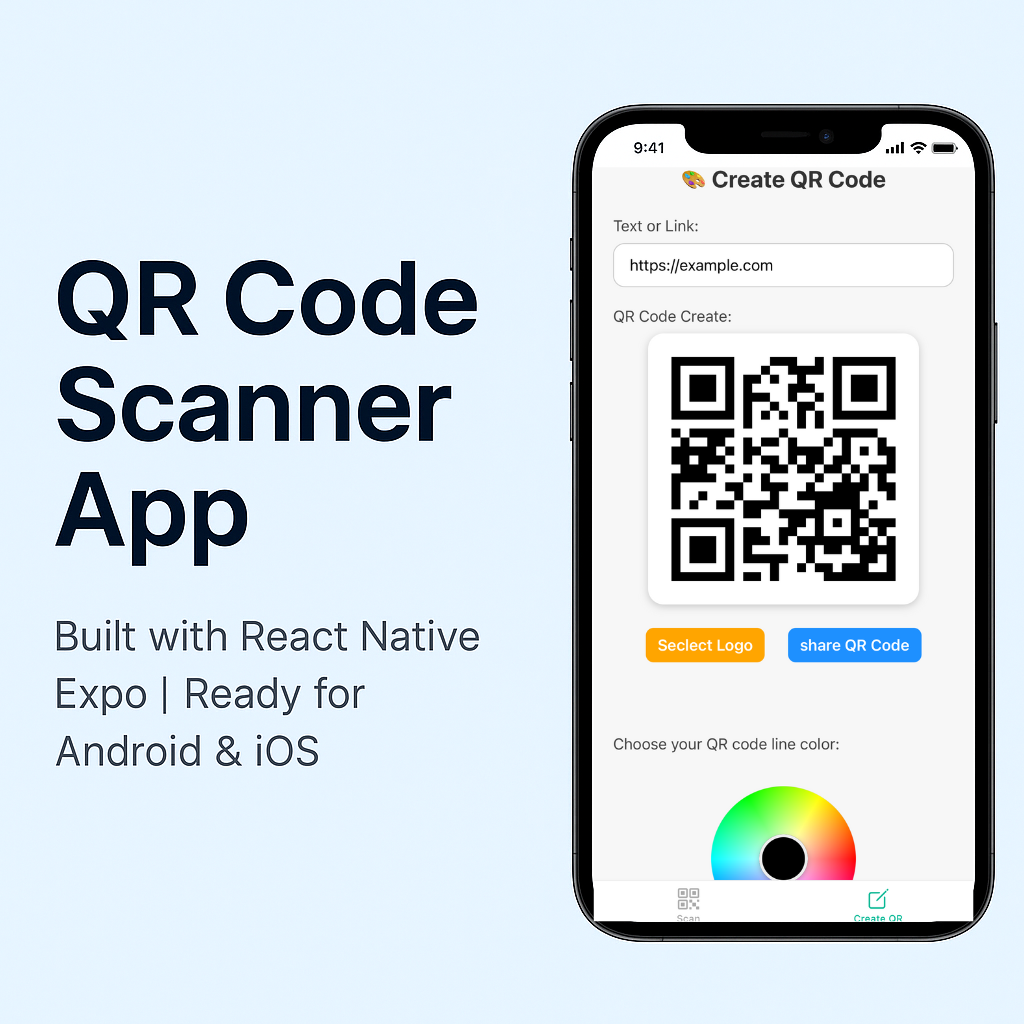 QR Code
Scanner
App
Built with React Native
Expo | Ready for
Android & iOS
9:41
🎨 Create QR Code
Text or Link:
https://example.com
QR Code Create:
Seclect Logo
share QR Code
Choose your QR code line color:
Scan
Create QR